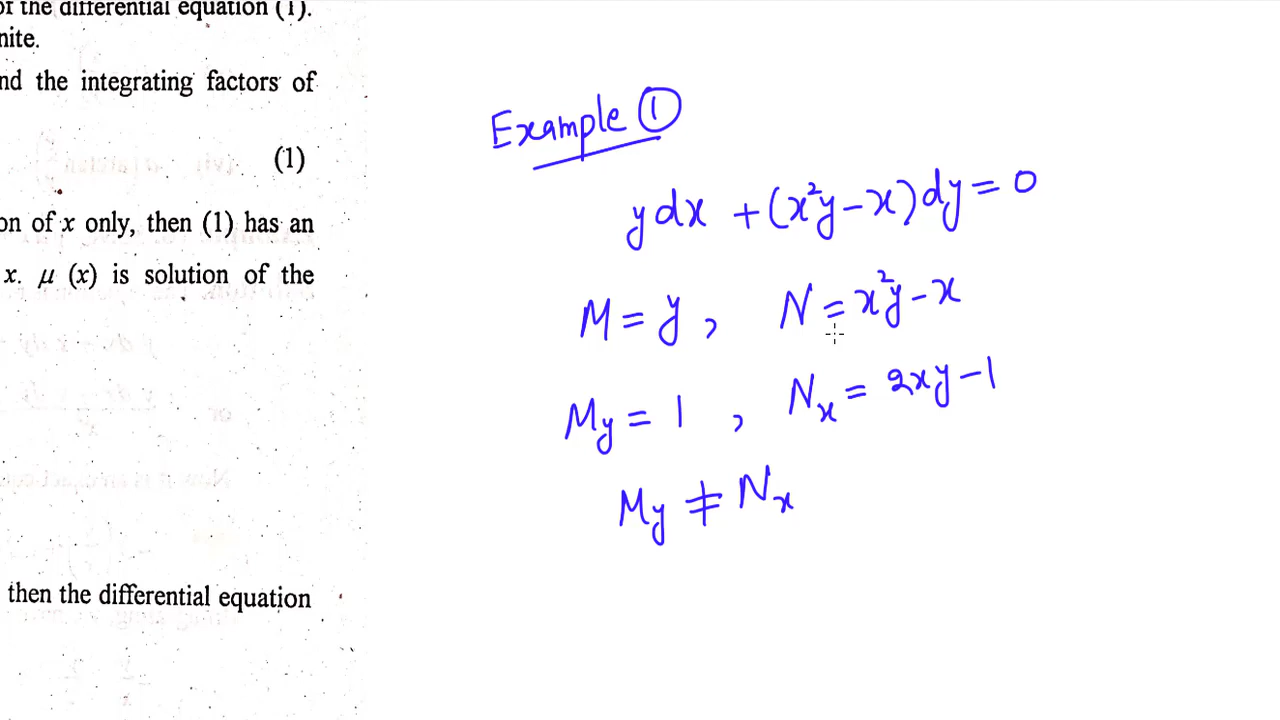 of the differential equation (1).
nite.
nd the integrating factors of
(1)
on of x only, then (1) has an
x. μ (x) is solution of the
then the differential equation
Example ①
ydx + (x²y - x) dy = 0
M = y , N = x²y - x
My = 1 , Nx = 2xy - 1
My ≠ Nx